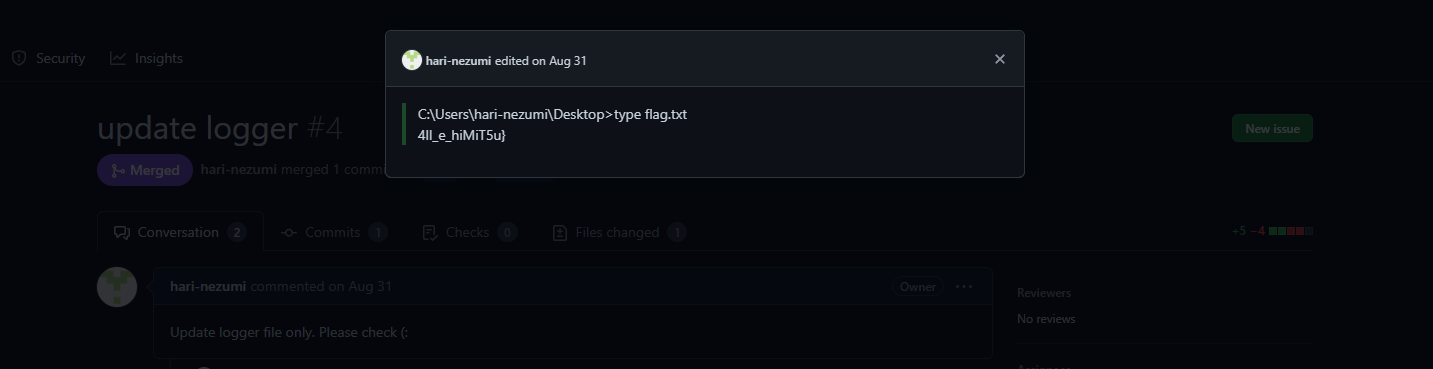 hari-nezumi edited on Aug 31
C:\Users\hari-nezumi\Desktop>type flag.txt
4ll_e_hiMiT5u}
Security Insights
update logger #4
New issue
Merged hari-nezumi merged 1 comm
Conversation 2 Commits 1 Checks 0 Files changed 1
+5 −4
hari-nezumi commented on Aug 31
Owner
Update logger file only. Please check (:
Reviewers
No reviews